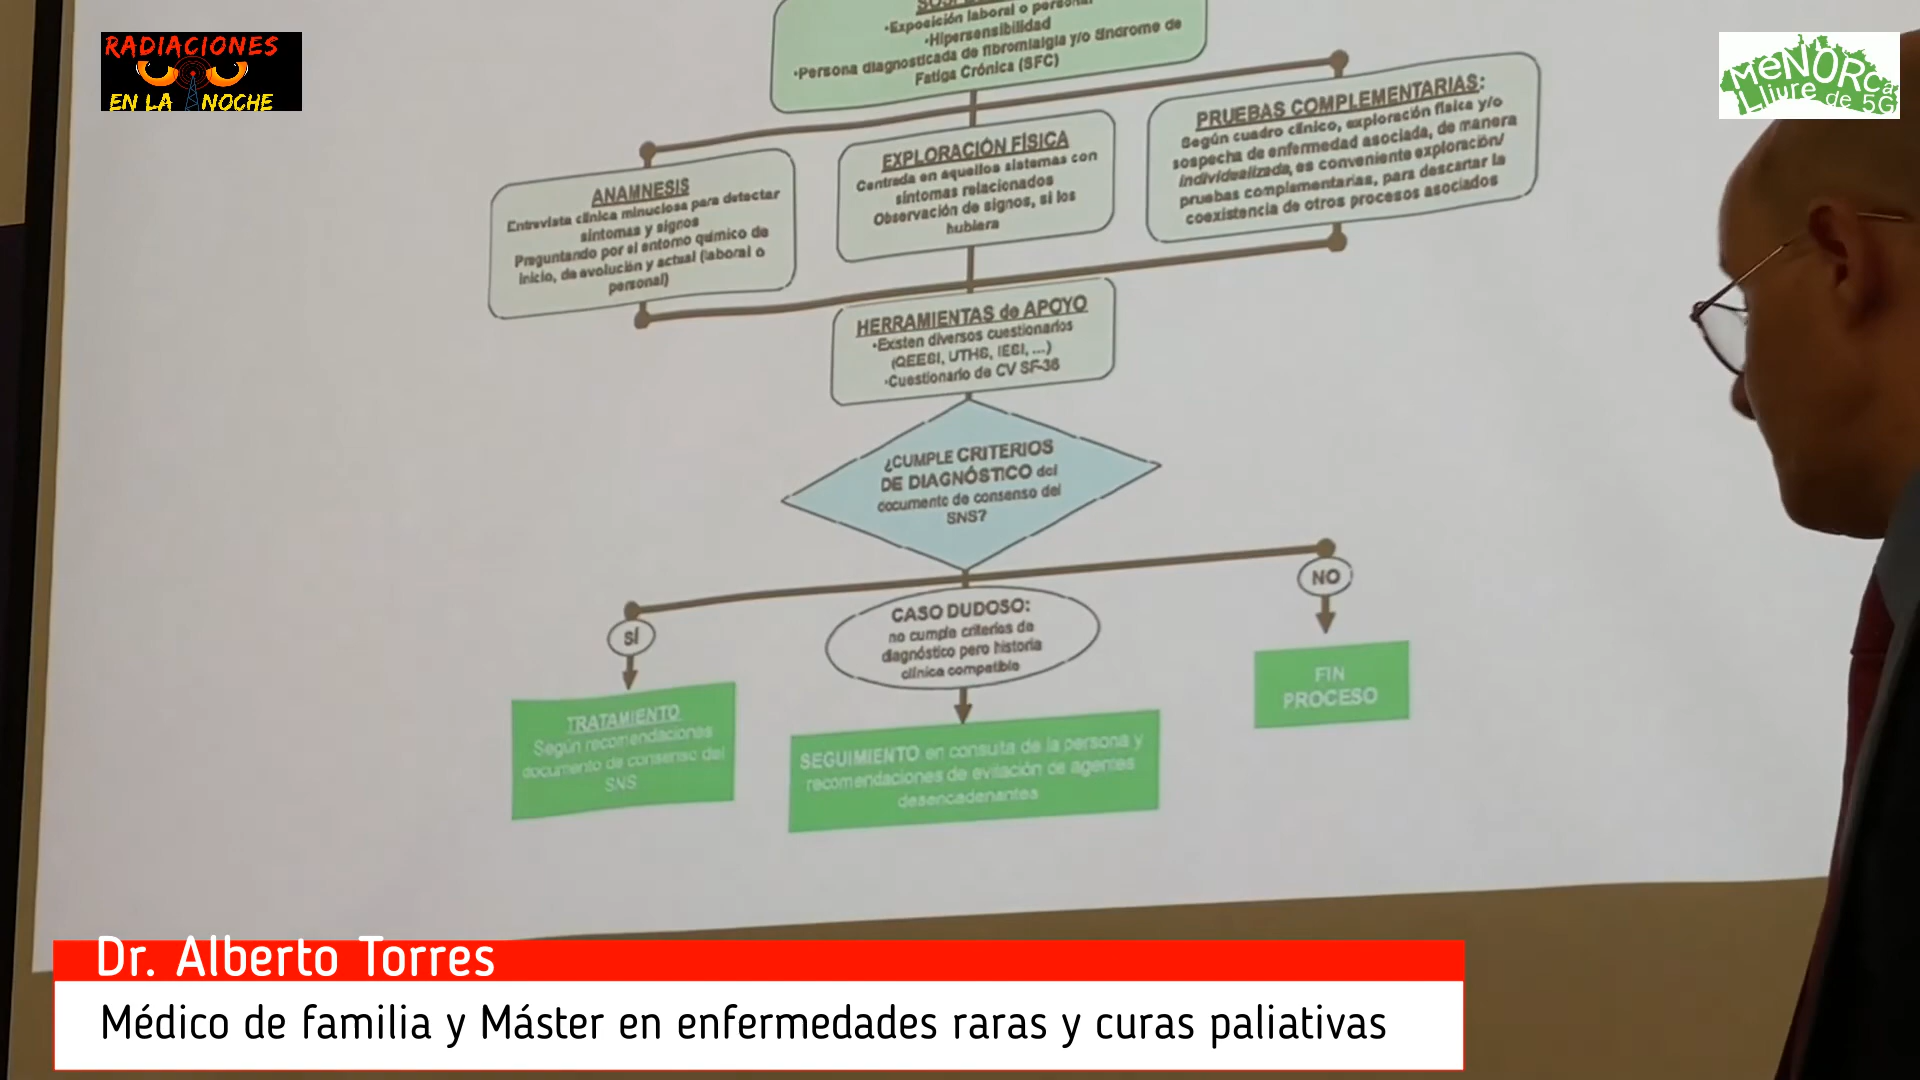 RADIACIONES
EN LA NOCHE
MENORCa
Lliure de 5G
•Exposición laboral o personal
•Hipersensibilidad
•Persona diagnosticada de fibromialgia y/o Síndrome de
Fatiga Crónica (SFC)
ANAMNESIS
Entrevista clínica minuciosa para detectar
síntomas y signos
Preguntando por el entorno químico de
inicio, de evolución y actual (laboral o
personal)
EXPLORACIÓN FÍSICA
Centrada en aquellos sistemas con
síntomas relacionados
Observación de signos, si los
hubiera
PRUEBAS COMPLEMENTARIAS:
Según cuadro clínico, exploración física y/o
sospecha de enfermedad asociada, de manera
individualizada, es conveniente exploración/
pruebas complementarias, para descartar la
coexistencia de otros procesos asociados
HERRAMIENTAS de APOYO
•Existen diversos cuestionarios
(QEESI, UTHS, IEGI, ...)
•Cuestionario de CV SF-36
¿CUMPLE CRITERIOS
DE DIAGNÓSTICO del
documento de consenso del
SNS?
SÍ
CASO DUDOSO:
no cumple criterios de
diagnóstico pero historia
clínica compatible
NO
TRATAMIENTO
Según recomendaciones
documento de consenso del
SNS
SEGUIMIENTO en consulta de la persona y
recomendaciones de evitación de agentes
desencadenantes
FIN
PROCESO
Dr. Alberto Torres
Médico de familia y Máster en enfermedades raras y curas paliativas